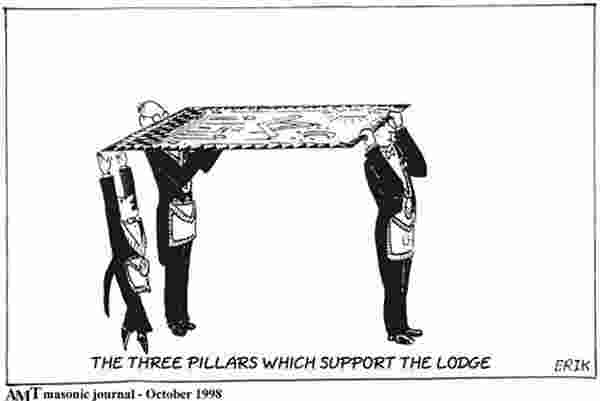 THE THREE PILLARS WHICH SUPPORT THE LODGE
ERIK
AMT masonic journal - October 1998